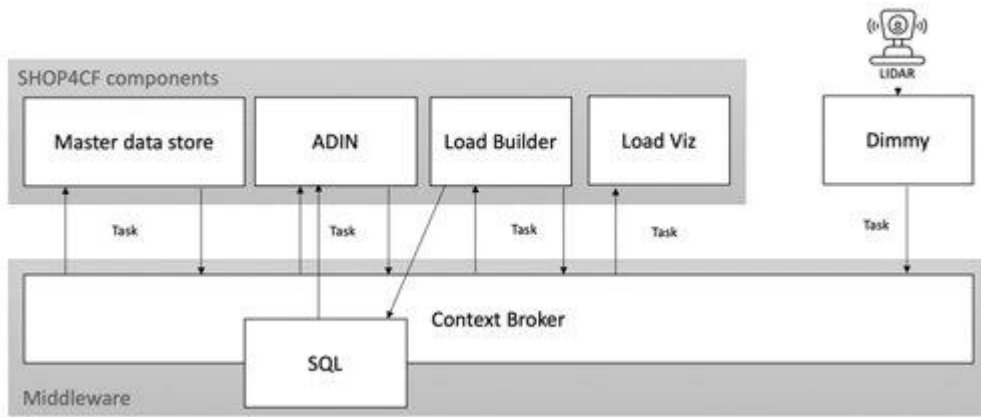 LIDAR
SHOP4CF components
Master data store
ADIN
Load Builder
Load Viz
Dimmy
Task
Task
Task
Task
Task
Context Broker
SQL
Middleware